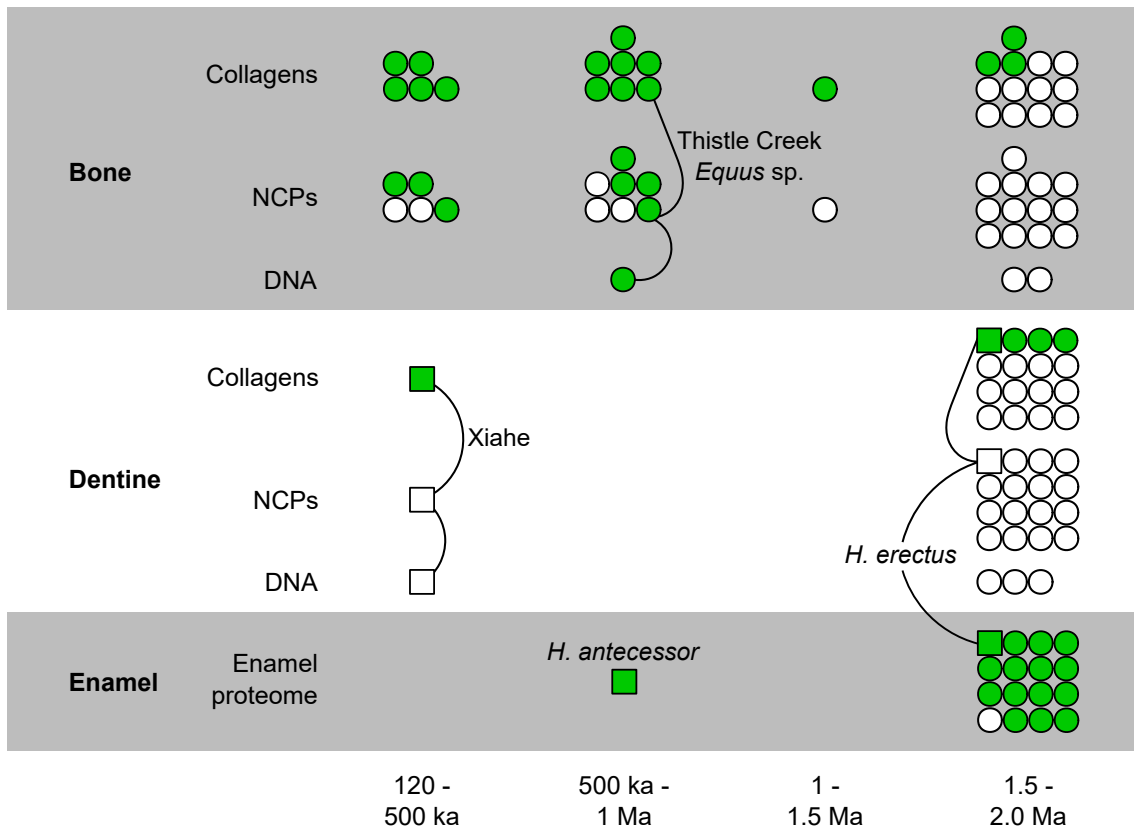 Collagens
Thistle Creek
Equus sp.
Bone
NCPs
DNA
Collagens
Xiahe
Dentine
NCPs
H. erectus
DNA
H. antecessor
Enamel
Enamel
proteome
120 -
500 ka
500 ka -
1 Ma
1 -
1.5 Ma
1.5 -
2.0 Ma